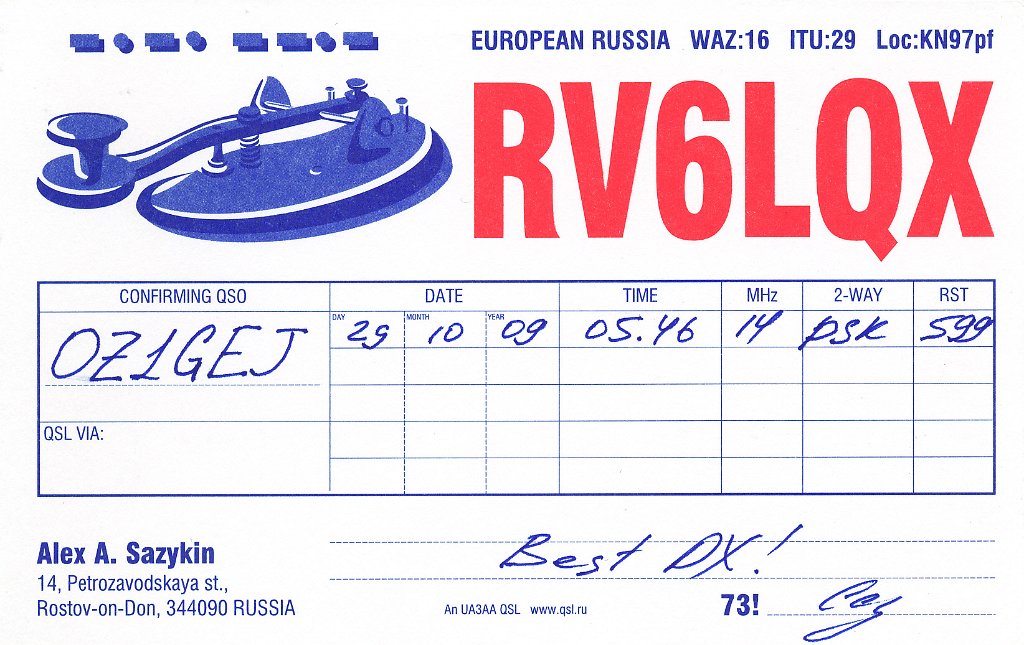 EUROPEAN RUSSIA WAZ:16 ITU:29 Loc:KN97pf
RV6LQX
CONFIRMING QSO DATE TIME MHz 2-WAY RST
DAY MONTH YEAR
OZ1GEJ 29 10 09 05.46 14 PSK 599
QSL VIA:
Best DX!
Alex A. Sazykin
14, Petrozavodskaya st.,
Rostov-on-Don, 344090 RUSSIA
An UA3AA QSL www.qsl.ru 73!